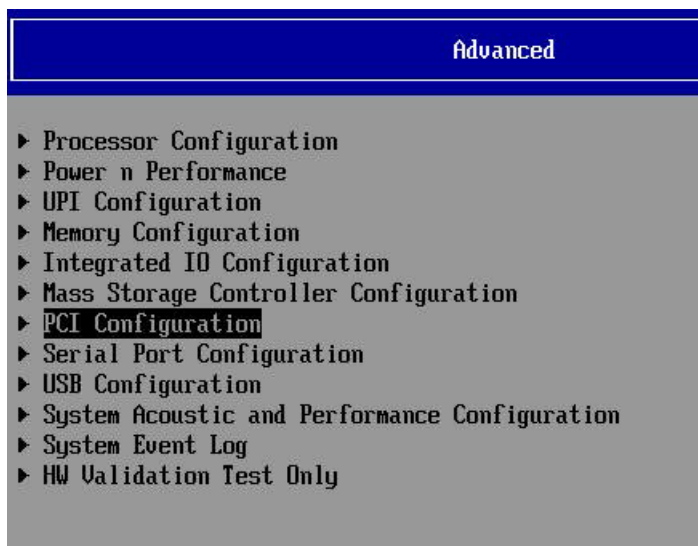 Advanced
Processor Configuration
Power n Performance
UPI Configuration
Memory Configuration
Integrated IO Configuration
Mass Storage Controller Configuration
PCI Configuration
Serial Port Configuration
USB Configuration
System Acoustic and Performance Configuration
System Event Log
HW Validation Test Only